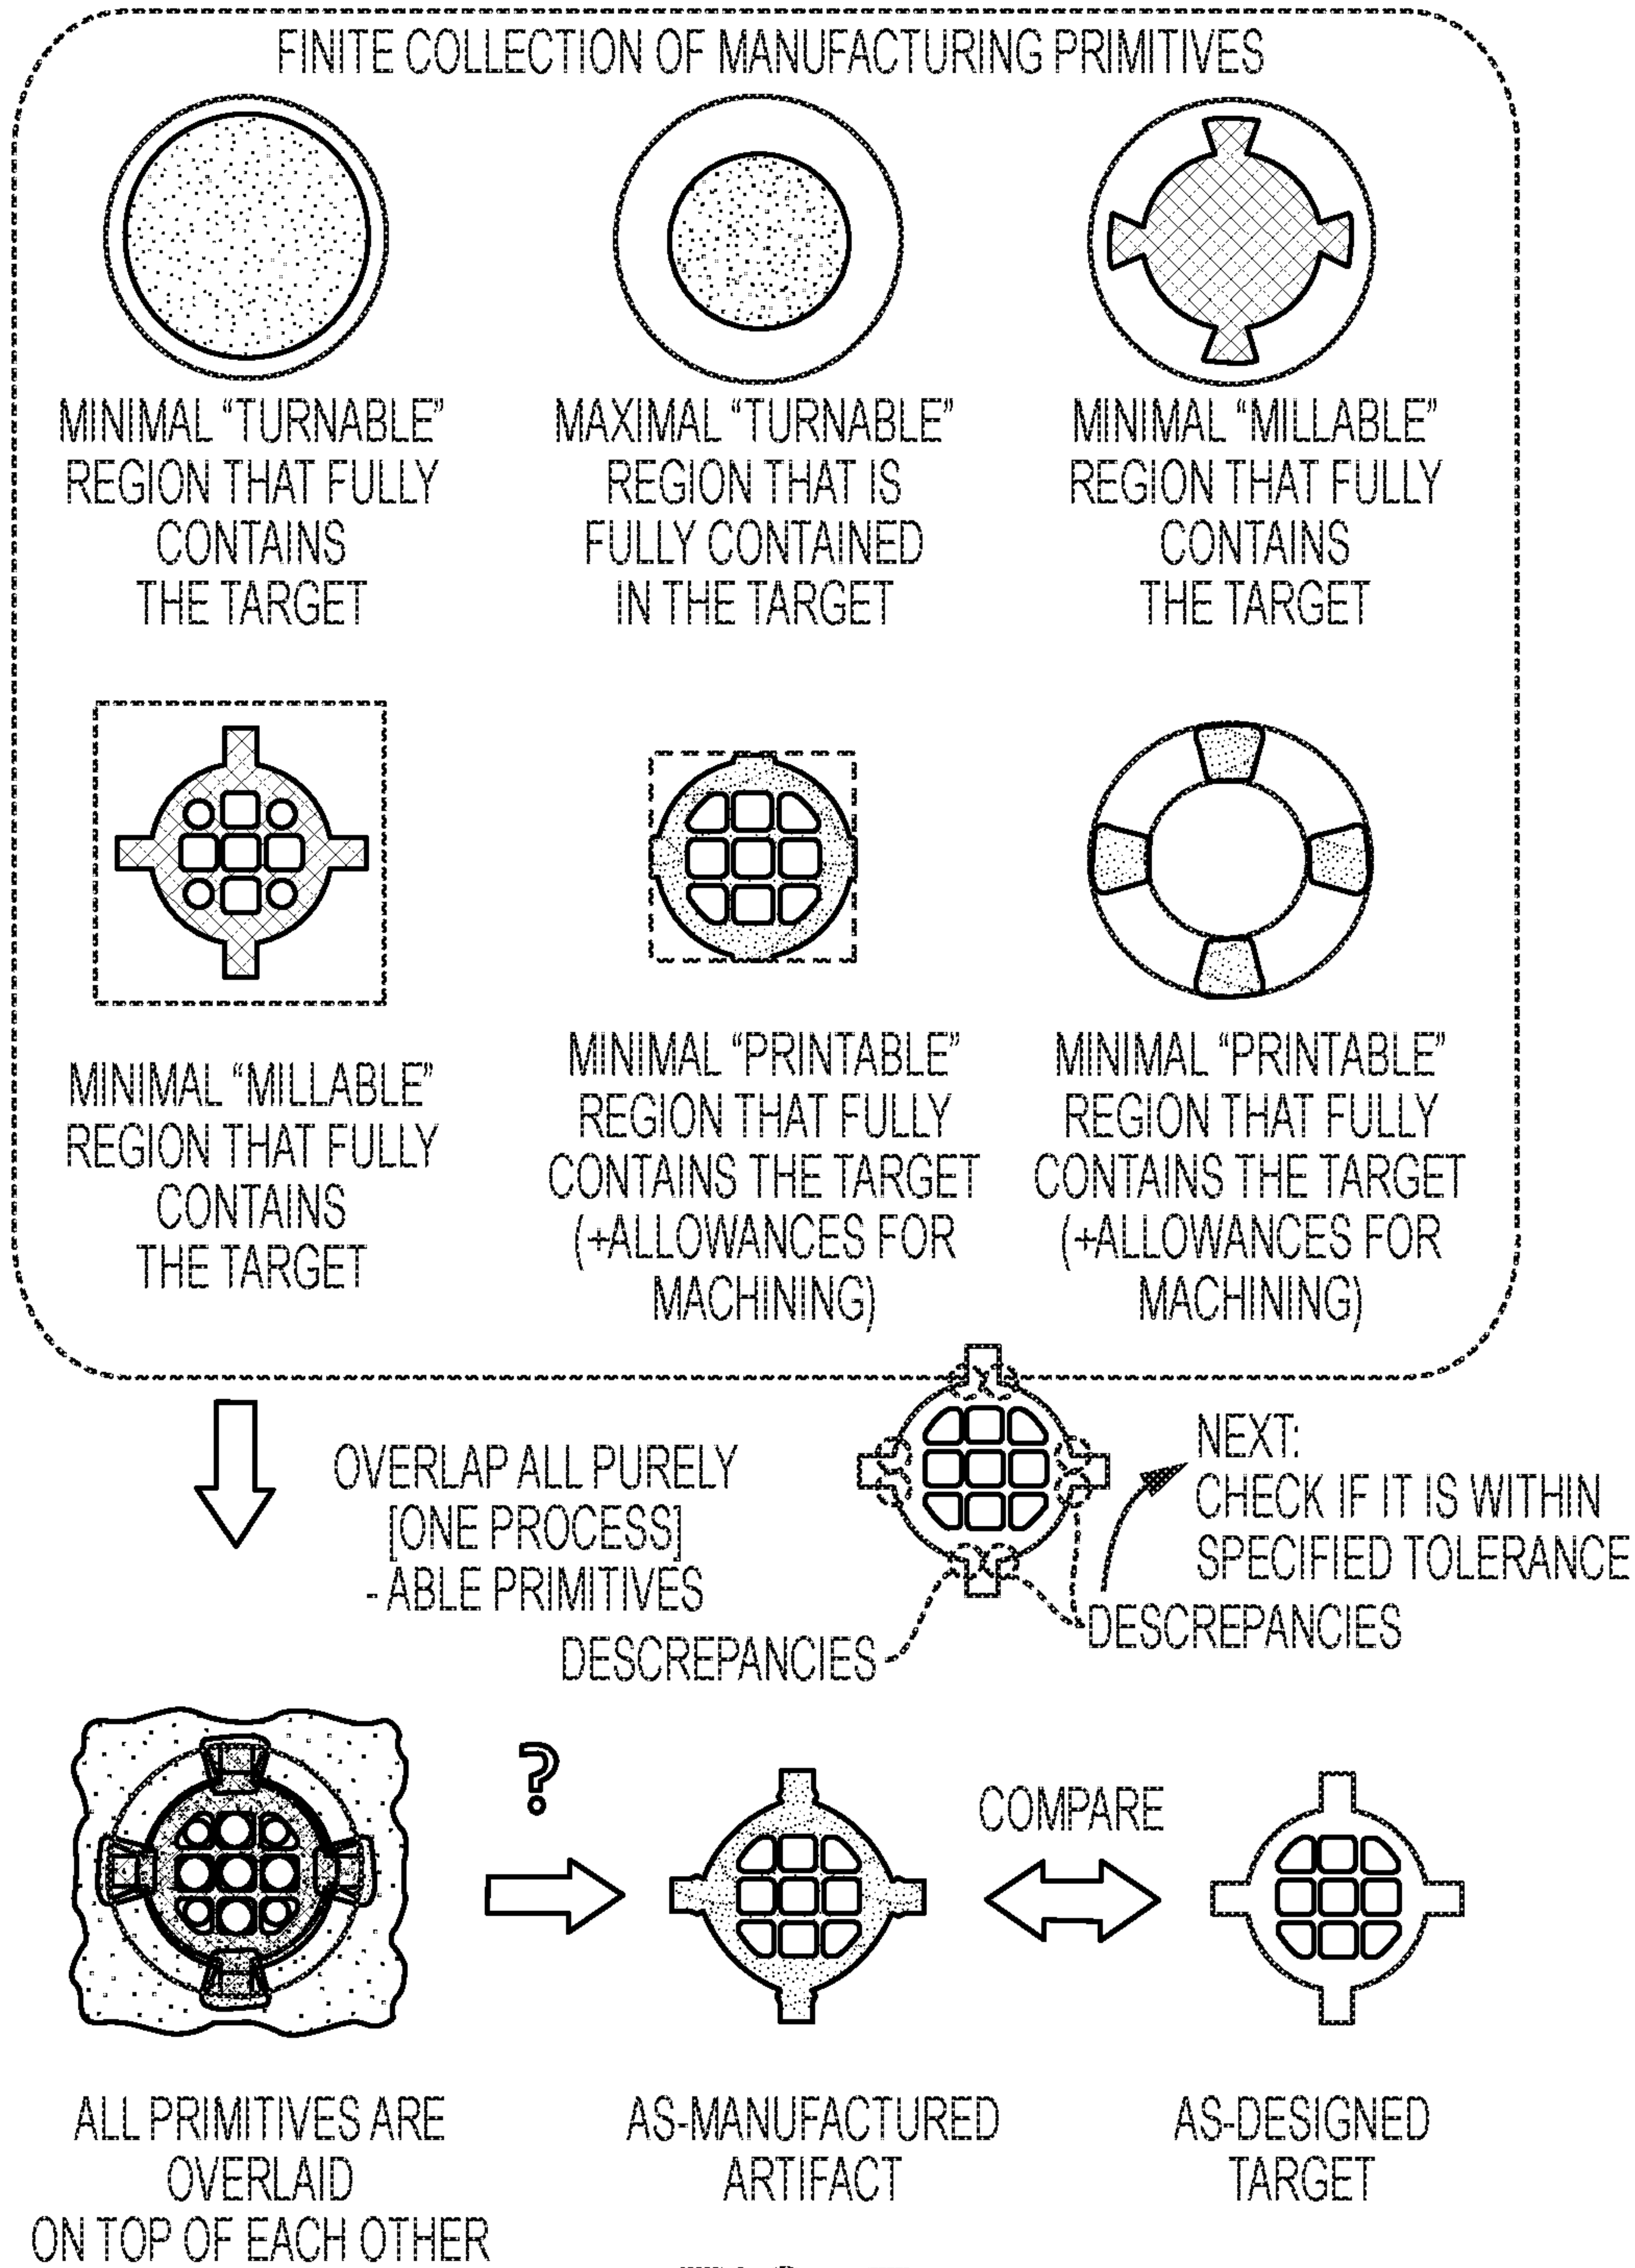 FINITE COLLECTION OF MANUFACTURING PRIMITIVES
MINIMAL “TURNABLE”
REGION THAT FULLY
CONTAINS
THE TARGET
MAXIMAL “TURNABLE”
REGION THAT IS
FULLY CONTAINED
IN THE TARGET
MINIMAL “MILLABLE”
REGION THAT FULLY
CONTAINS
THE TARGET
MINIMAL “MILLABLE”
REGION THAT FULLY
CONTAINS
THE TARGET
MINIMAL “PRINTABLE”
REGION THAT FULLY
CONTAINS THE TARGET
(+ALLOWANCES FOR
MACHINING)
MINIMAL “PRINTABLE”
REGION THAT FULLY
CONTAINS THE TARGET
(+ALLOWANCES FOR
MACHINING)
OVERLAP ALL PURELY
[ONE PROCESS]
- ABLE PRIMITIVES
NEXT:
CHECK IF IT IS WITHIN
SPECIFIED TOLERANCE
DESCREPANCIES
DESCREPANCIES
?
COMPARE
ALL PRIMITIVES ARE
OVERLAID
ON TOP OF EACH OTHER
AS-MANUFACTURED
ARTIFACT
AS-DESIGNED
TARGET